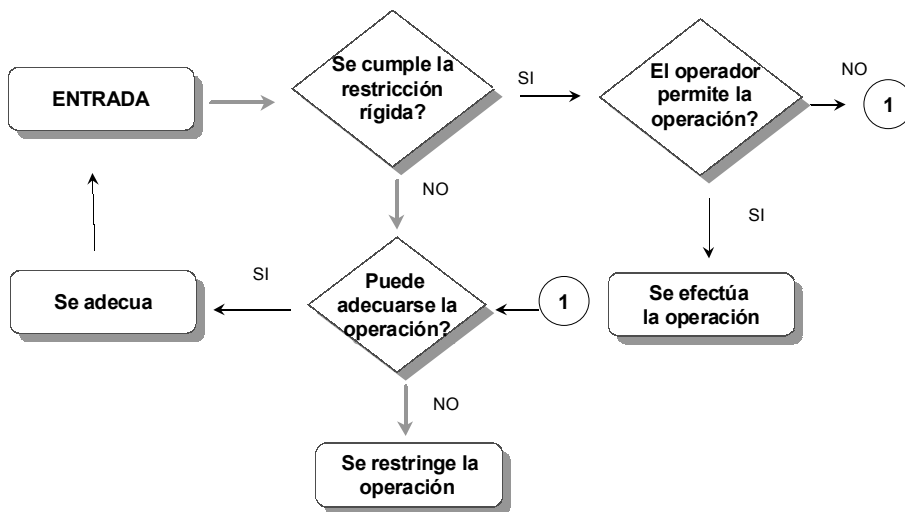 ENTRADA
Se cumple la
restricción
rígida?
SI
El operador
permite la
operación?
NO
1
NO
SI
Se adecua
SI
Puede
adecuarse la
operación?
1
Se efectúa
la operación
NO
Se restringe la
operación